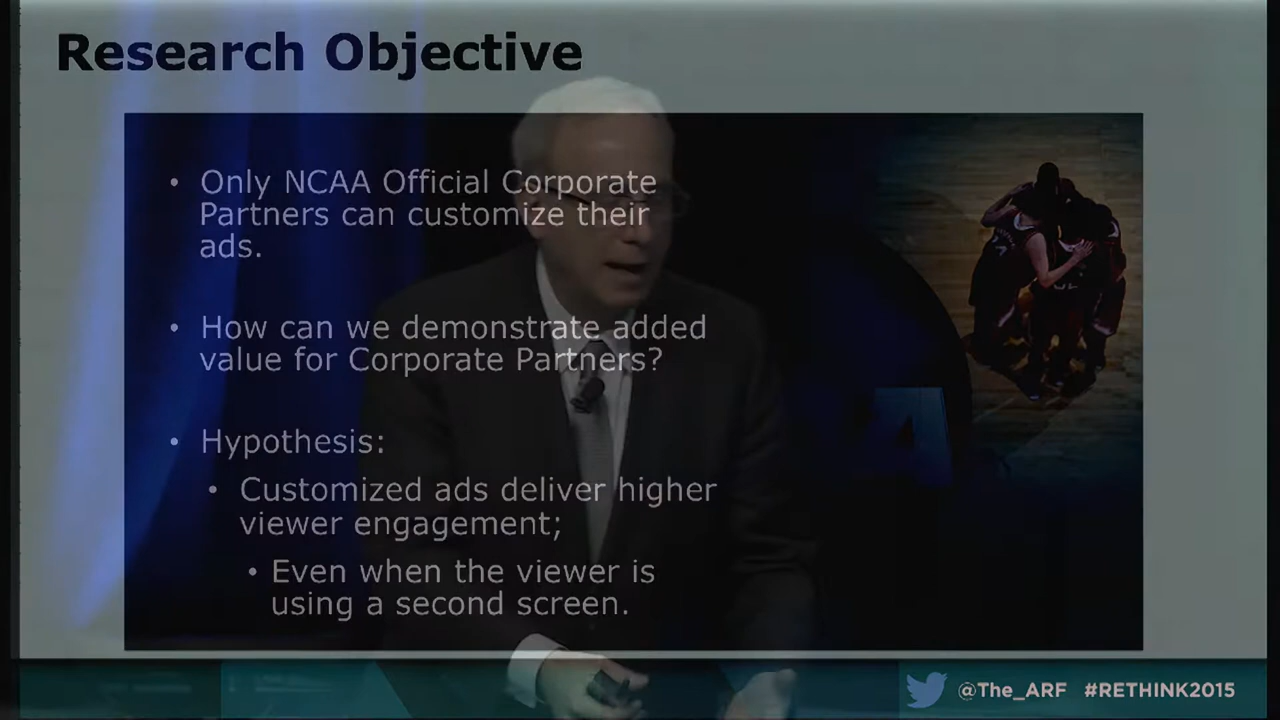 Research Objective
• Only NCAA Official Corporate
Partners can customize their
ads.
• How can we demonstrate added
value for Corporate Partners?
• Hypothesis:
• Customized ads deliver higher
viewer engagement;
• Even when the viewer is
using a second screen.
@The_ARF #RETHINK2015